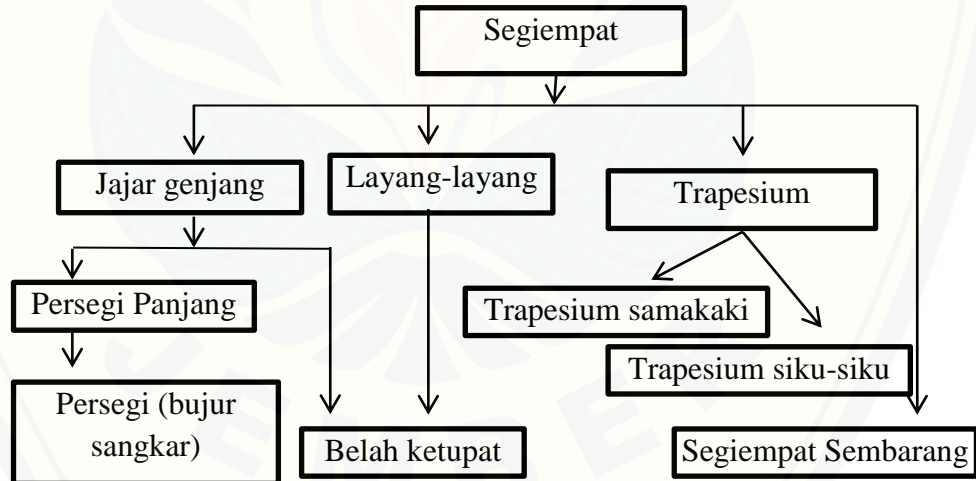 Segiempat
Jajar genjang
Layang-layang
Trapesium
Persegi Panjang
Trapesium samakaki
Trapesium siku-siku
Persegi (bujur
sangkar)
Belah ketupat
Segiempat Sembarang